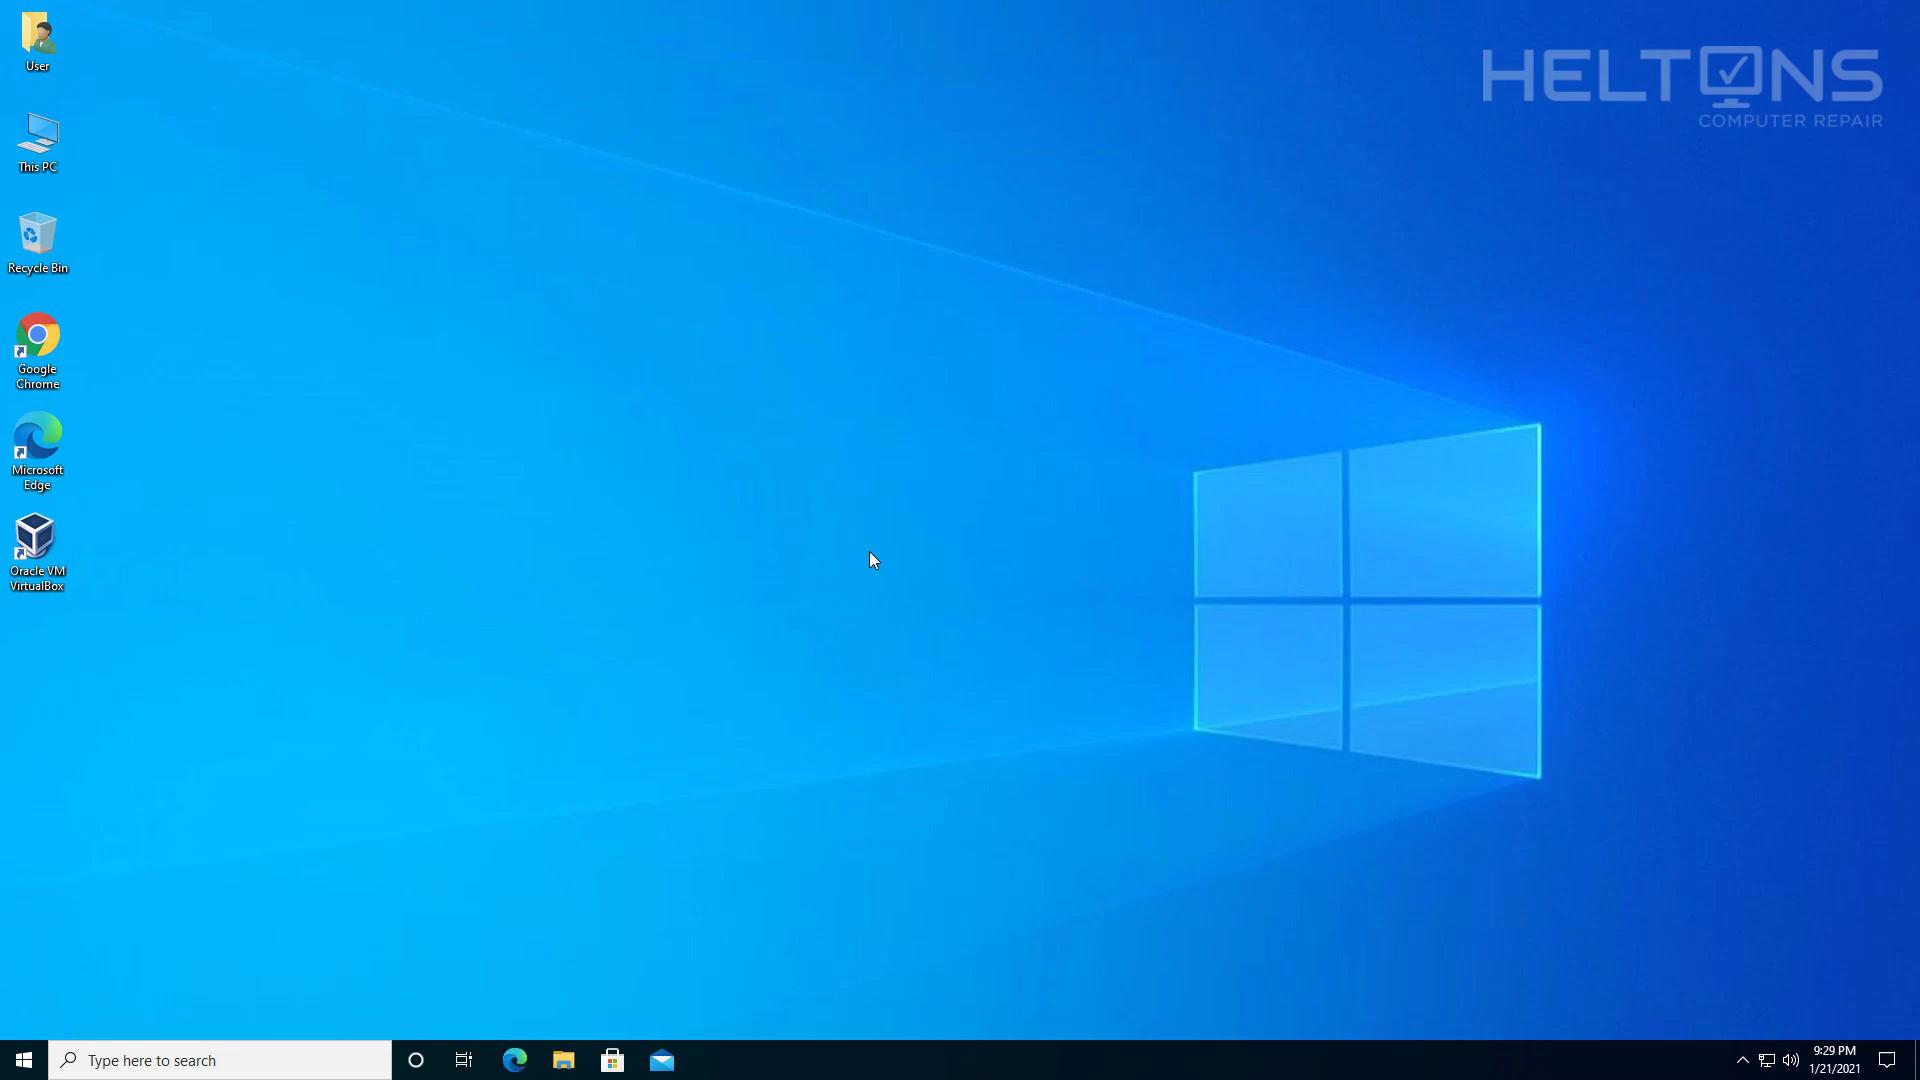 User
HELTONS
COMPUTER REPAIR
This PC
Recycle Bin
Google
Chrome
Microsoft
Edge
Oracle VM
VirtualBox
Type here to search
9:29 PM
1/21/2021